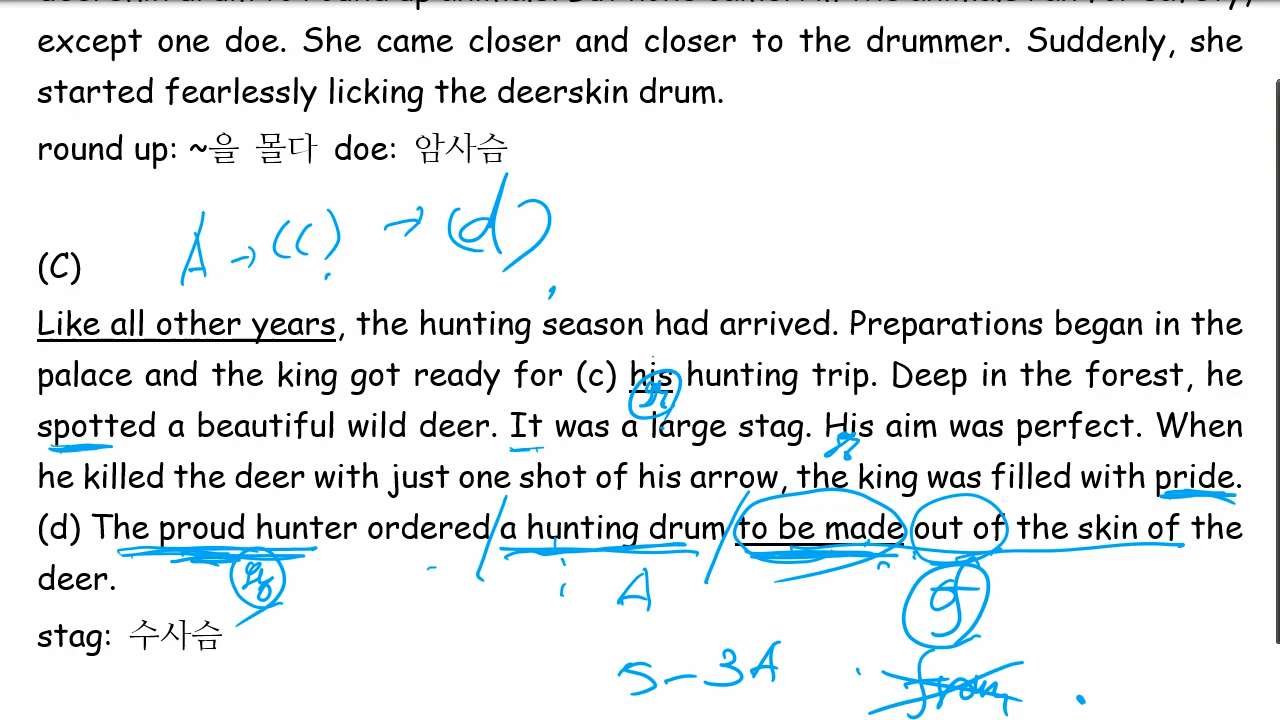 except one doe. She came closer and closer to the drummer. Suddenly, she
started fearlessly licking the deerskin drum.
round up: ~을 몰다 doe: 암사슴
A → (C) → (d)
(C)
Like all other years, the hunting season had arrived. Preparations began in the
palace and the king got ready for (c) his hunting trip. Deep in the forest, he
spotted a beautiful wild deer. It was a large stag. His aim was perfect. When
he killed the deer with just one shot of his arrow, the king was filled with pride.
(d) The proud hunter ordered a hunting drum to be made out of the skin of the
deer.
A
of
stag: 수사슴
5-3A
from